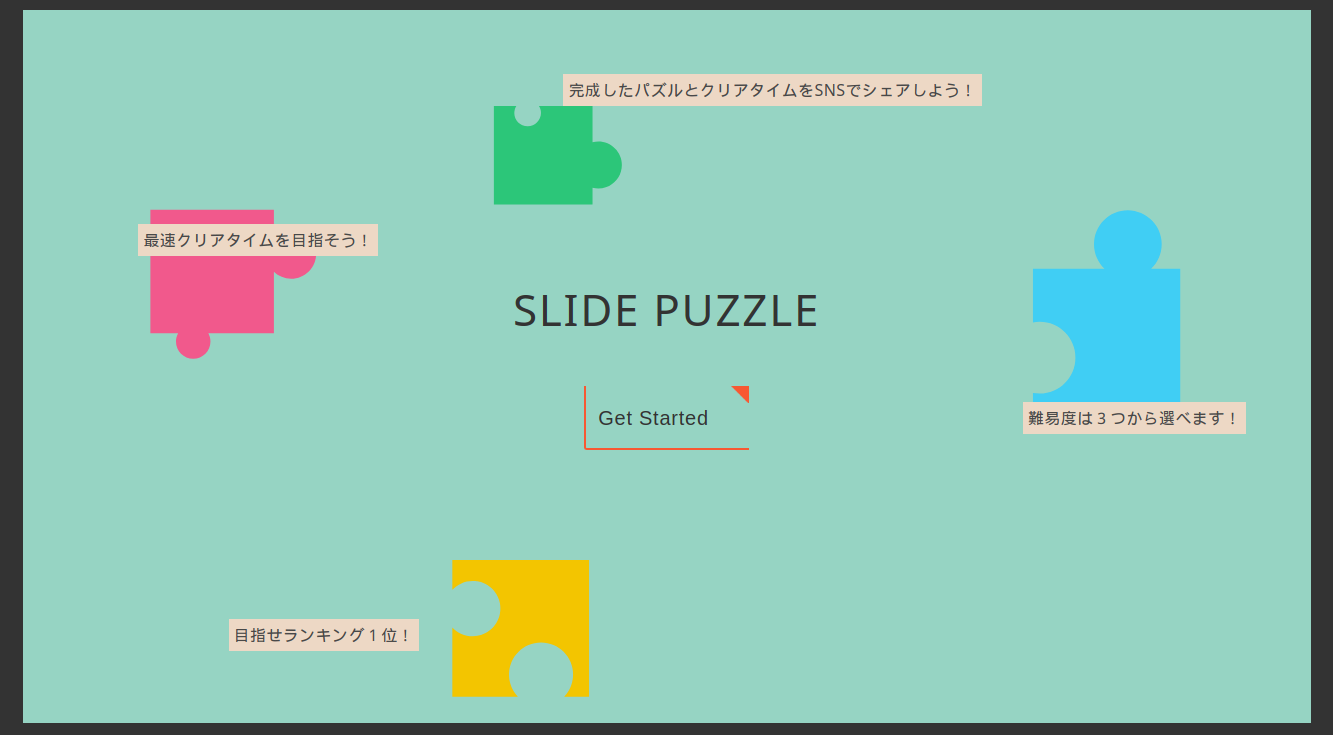 完成したパズルとクリアタイムをSNSでシェアしよう！
最速クリアタイムを目指そう！
SLIDE PUZZLE
Get Started
難易度は３つから選べます！
目指せランキング１位！